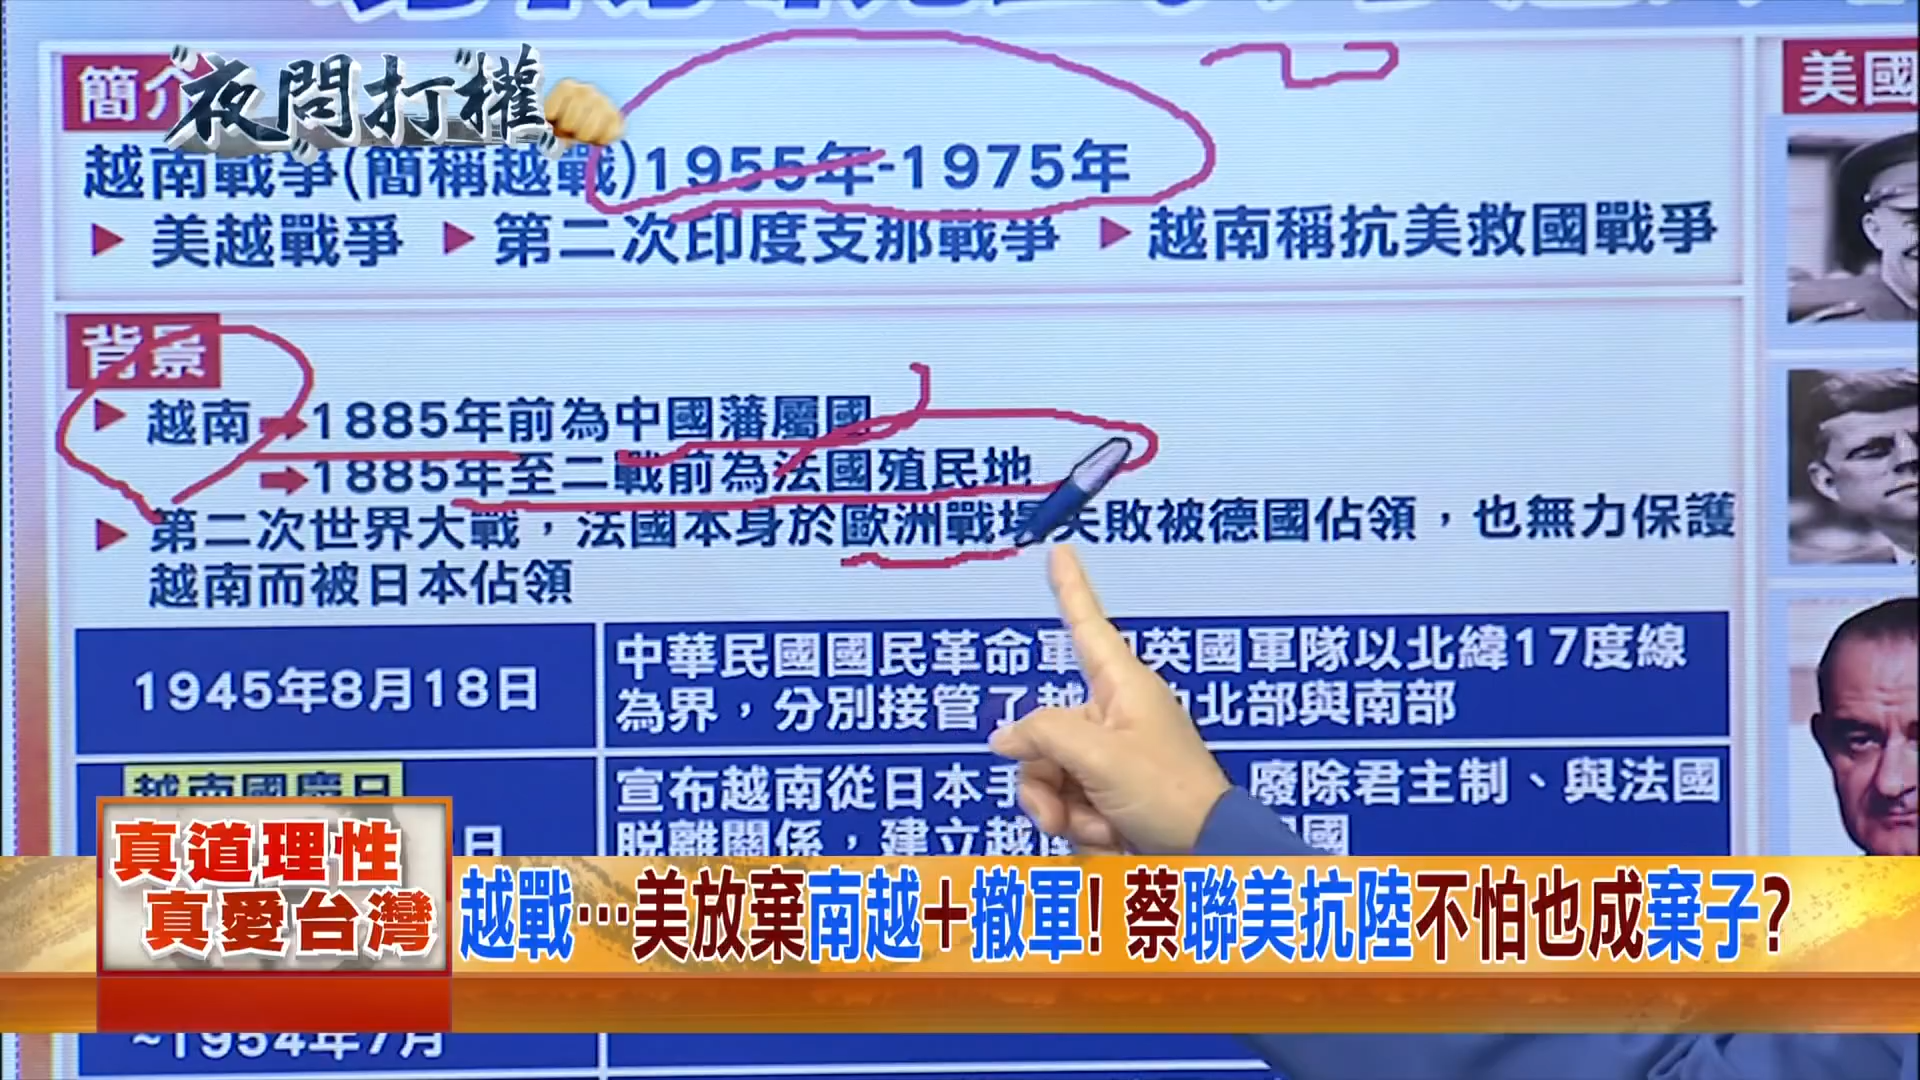 簡介
"夜"問"打"權"
越南戰爭(簡稱越戰)1955年-1975年
▶ 美越戰爭 ▶ 第二次印度支那戰爭 ▶ 越南稱抗美救國戰爭
美國
背景
▶ 越南➡1885年前為中國藩屬國
➡1885年至二戰前為法國殖民地
▶ 第二次世界大戰，法國本身於歐洲戰場失敗被德國佔領，也無力保護
越南而被日本佔領
1945年8月18日
中華民國國民革命軍和英國軍隊以北緯17度線
為界，分別接管了越南的北部與南部
越南國慶日
日
宣布越南從日本手
廢除君主制、與法國
脫離關係，建立越南
國
真道理性
真愛台灣
越戰…美放棄南越+撤軍!蔡聯美抗陸不怕也成棄子?
~1954年7月